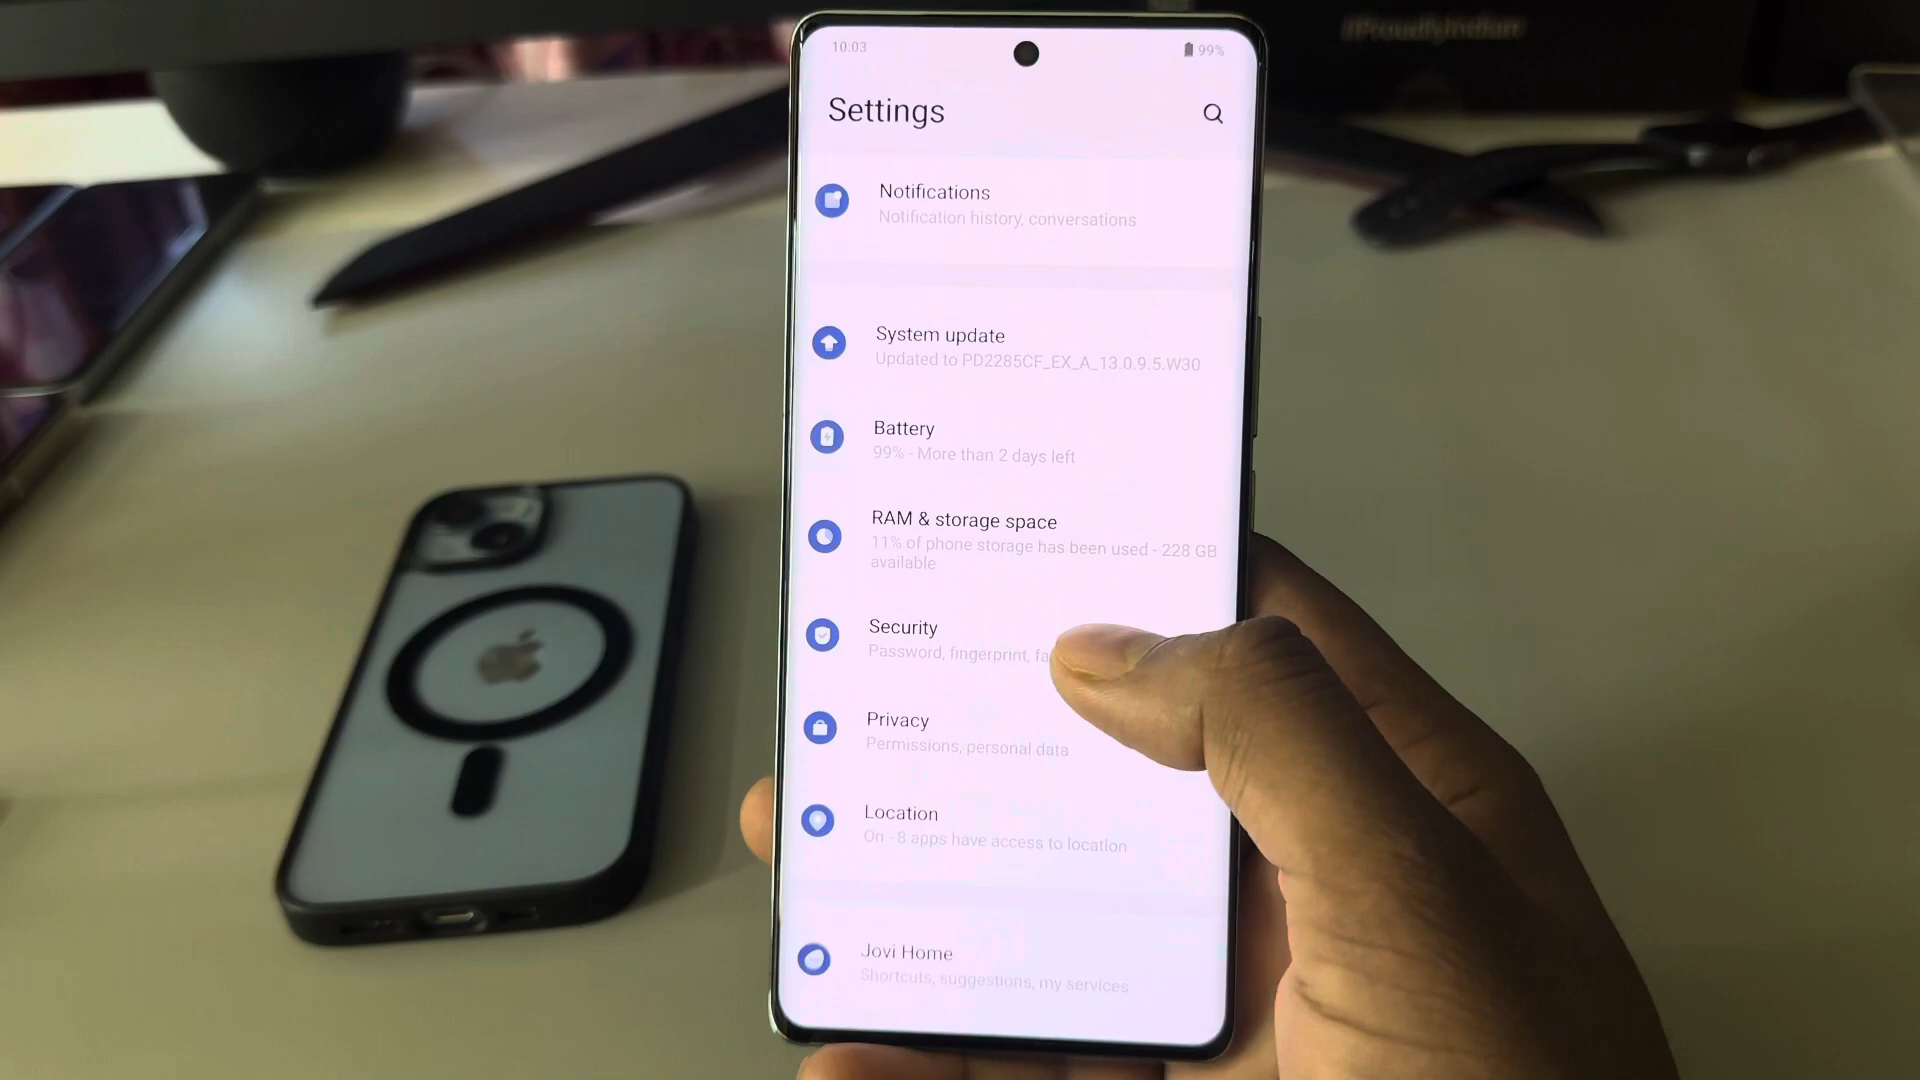 #ProudlyIndian
10:03
99%
Settings
Notifications
Notification history, conversations
System update
Updated to PD2285CF_EX_A_13.0.9.5.W30
Battery
99% - More than 2 days left
RAM & storage space
11% of phone storage has been used - 228 GB
available
Security
Password, fingerprint, fa
Privacy
Permissions, personal data
Location
On - 8 apps have access to location
Jovi Home
Shortcuts, suggestions, my services